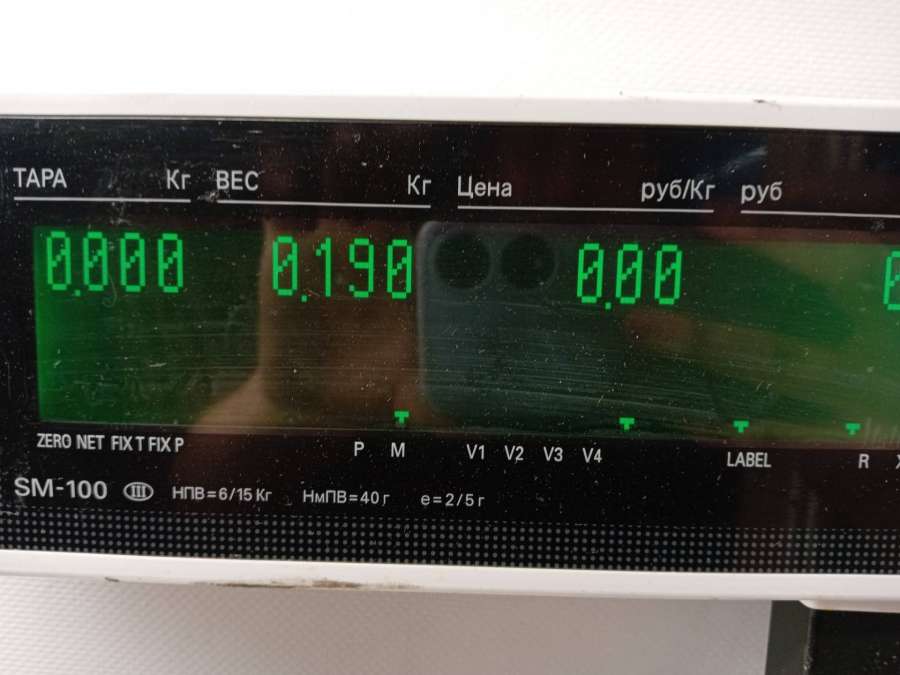 ТАРА Кг ВЕС Кг Цена руб/Кг руб
0.000 0.190 0.00
ZERO NET FIX T FIX P P M V1 V2 V3 V4 LABEL R
SM-100 III НПВ=6/15 Кг НмПВ=40 г e=2/5 г